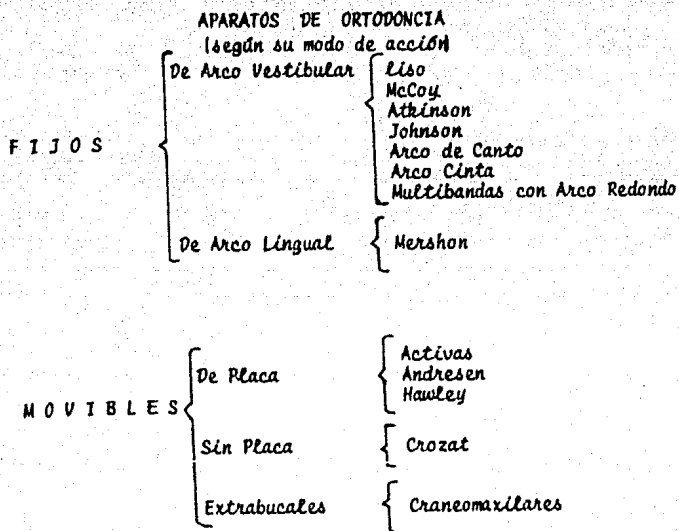 APARATOS DE ORTODONCIA
(según su modo de acción)
FIJOS
De Arco Vestibular
Liso
McCoy
Atkinson
Johnson
Arco de Canto
Arco Cinta
Multibandas con Arco Redondo
De Arco Lingual
Mershon
MOVIBLES
De Placa
Activas
Andresen
Hawley
Sin Placa
Crozat
Extrabucales
Craneomaxilares